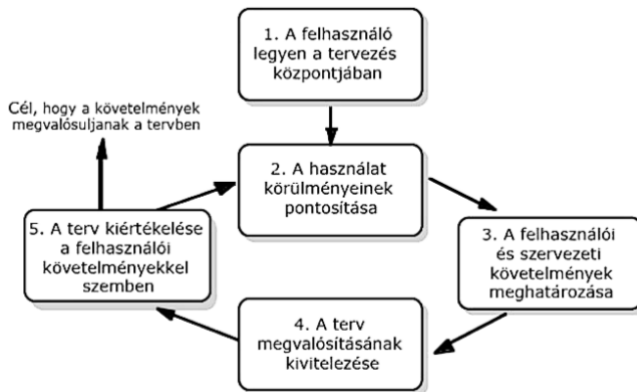 1. A felhasználó
legyen a tervezés
központjában
Cél, hogy a követelmények
megvalósuljanak a tervben
2. A használat
körülményeinek
pontosítása
3. A felhasználói
és szervezeti
követelmények
meghatározása
4. A terv
megvalósításának
kivitelezése
5. A terv kiértékelése
a felhasználói
követelményekkel
szemben